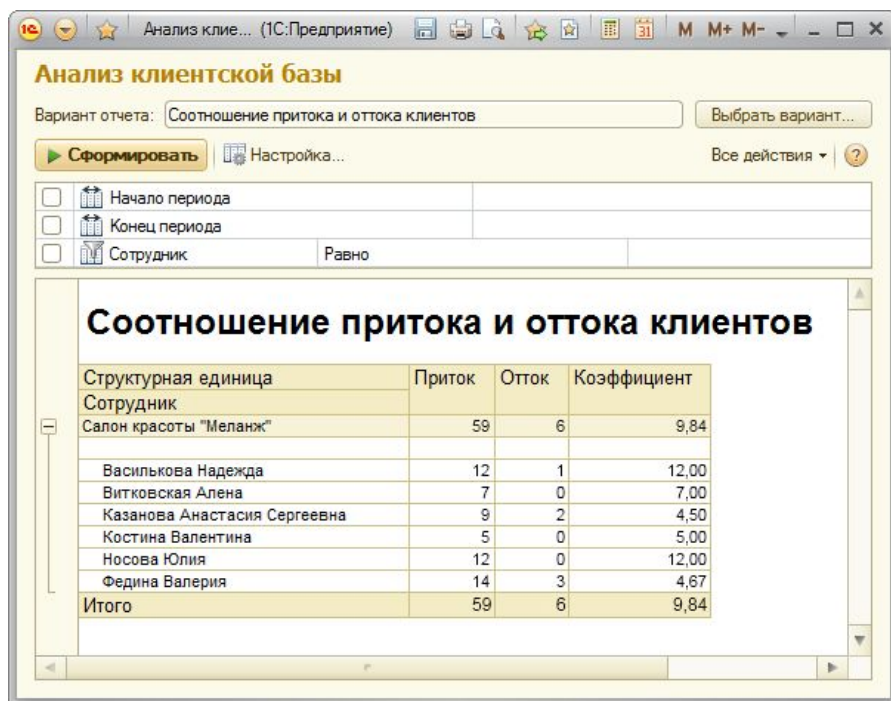 1С Анализ клие... (1С:Предприятие) 31 M M+ M-
Анализ клиентской базы
Вариант отчета: Соотношение притока и оттока клиентов Выбрать вариант...
Сформировать Настройка... Все действия ?
Начало периода
Конец периода
Сотрудник Равно
Соотношение притока и оттока клиентов
Структурная единица Приток Отток Коэффициент
Сотрудник
Салон красоты "Меланж" 59 6 9,84
Василькова Надежда 12 1 12,00
Витковская Алена 7 0 7,00
Казанова Анастасия Сергеевна 9 2 4,50
Костина Валентина 5 0 5,00
Носова Юлия 12 0 12,00
Федина Валерия 14 3 4,67
Итого 59 6 9,84